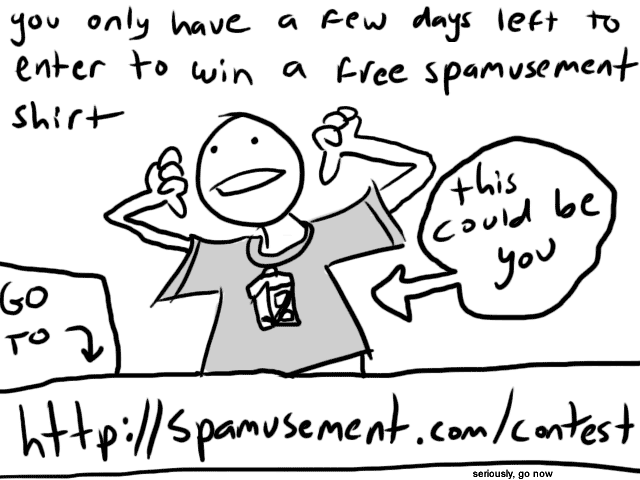 you only have a few days left to
enter to win a free spamusement
shirt
this
could be
you
GO
TO
http://spamusement.com/contest
seriously, go now